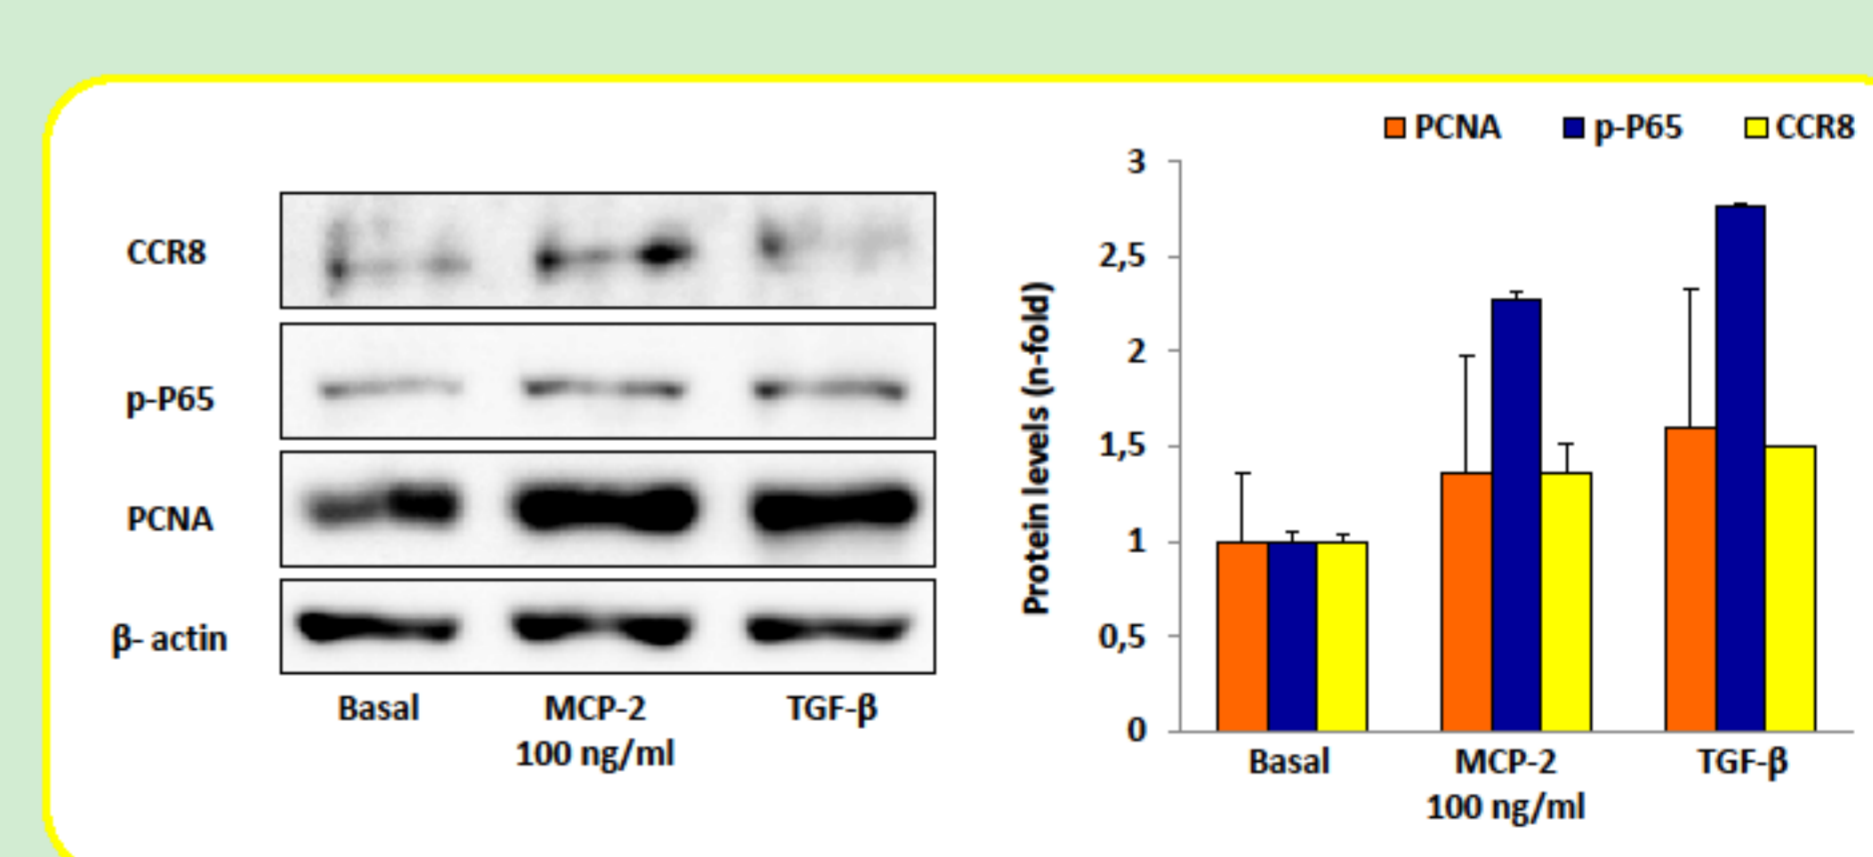 CCR8
p-P65
PCNA
β- actin
Basal MCP-2 TGF-β
100 ng/ml
PCNA p-P65 CCR8
Protein levels (n-fold)
3
2,5
2
1,5
1
0,5
0
Basal MCP-2 TGF-β
100 ng/ml